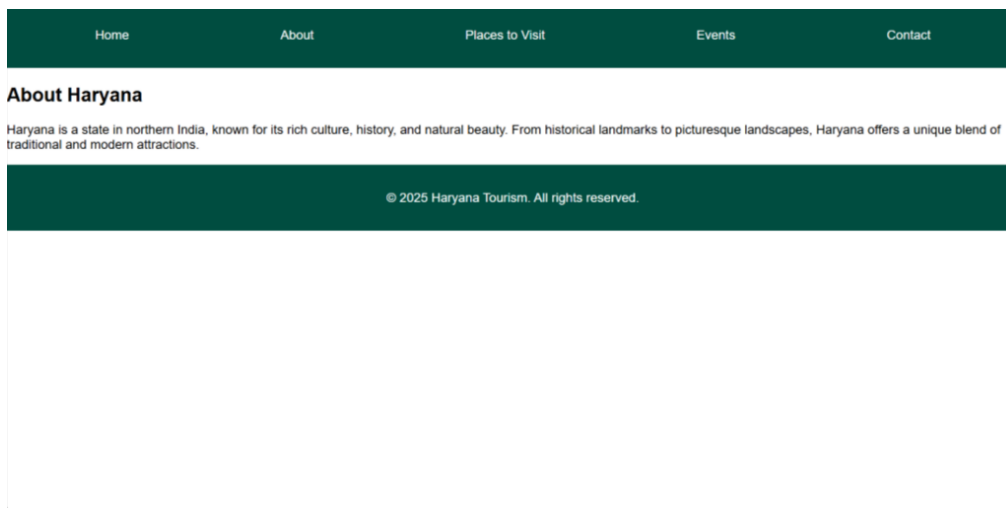 Home About Places to Visit Events Contact
About Haryana
Haryana is a state in northern India, known for its rich culture, history, and natural beauty. From historical landmarks to picturesque landscapes, Haryana offers a unique blend of
traditional and modern attractions.
© 2025 Haryana Tourism. All rights reserved.